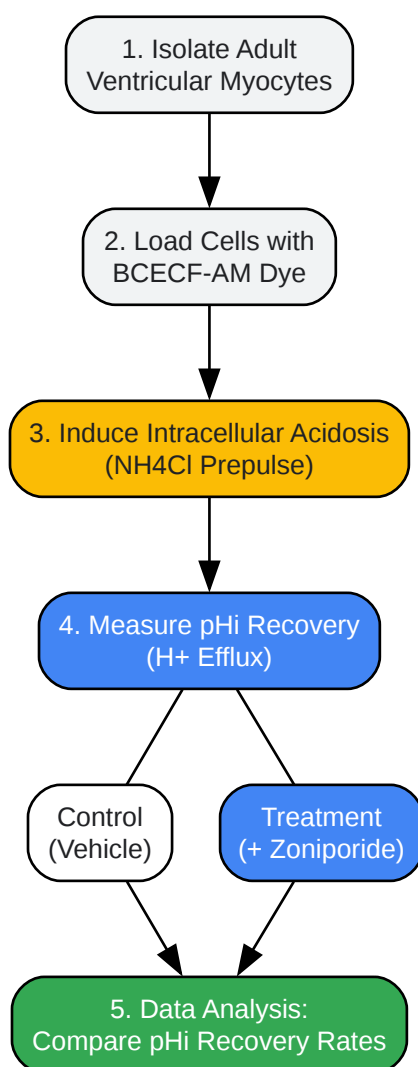 1. Isolate Adult
Ventricular Myocytes
2. Load Cells with
BCECF-AM Dye
3. Induce Intracellular Acidosis
(NH4Cl Prepulse)
4. Measure pHi Recovery
(H+ Efflux)
Control
(Vehicle)
Treatment
(+ Zoniporide)
5. Data Analysis:
Compare pHi Recovery Rates